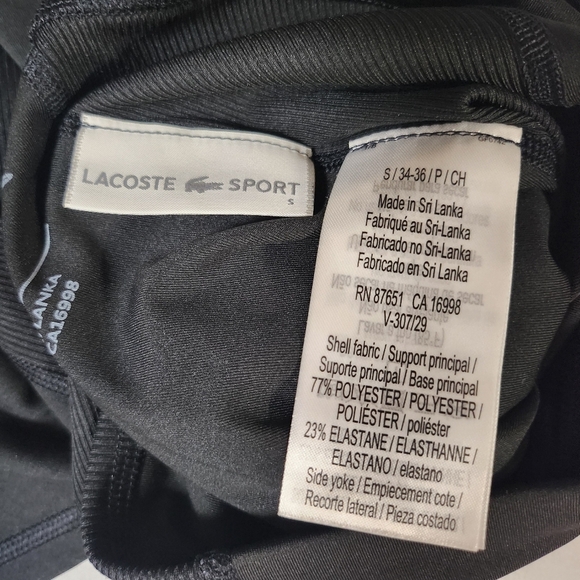 LACOSTE SPORT
S
S / 34-36 / P / CH
Made in Sri Lanka
Fabriqué au Sri-Lanka
Fabricado no Sri-Lanka
Fabricado en Sri Lanka
RN 87651 CA 16998
V-307/29
Shell fabric / Support principal /
Suporte principal / Base principal
77% POLYESTER / POLYESTER /
POLIÉSTER / poliéster
23% ELASTANE / ELASTHANNE /
ELASTANO / elastano
Side yoke / Empiecement cote /
Recorte lateral / Pieza costado
LANKA
CA16998